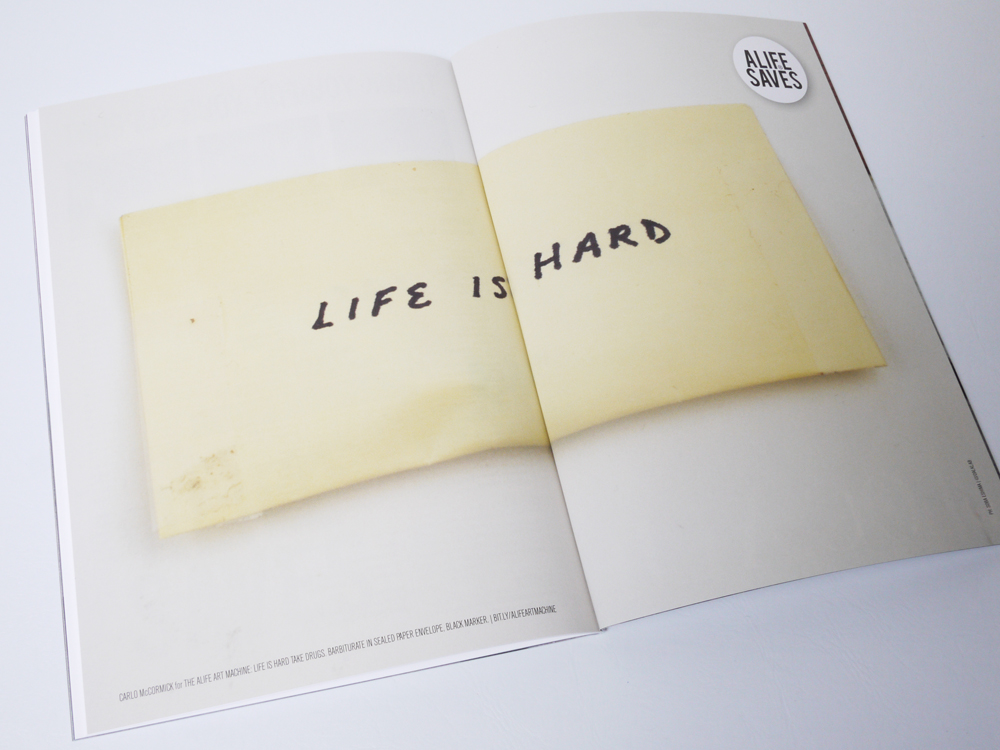 ALIFE
SAVES
LIFE IS HARD
CARLO McCORMICK for THE ALIFE ART MACHINE. LIFE IS HARD TAKE DRUGS. BARBITURATE IN SEALED PAPER ENVELOPE. BLACK MARKER. | BIT.LY/ALIFEARTMACHINE